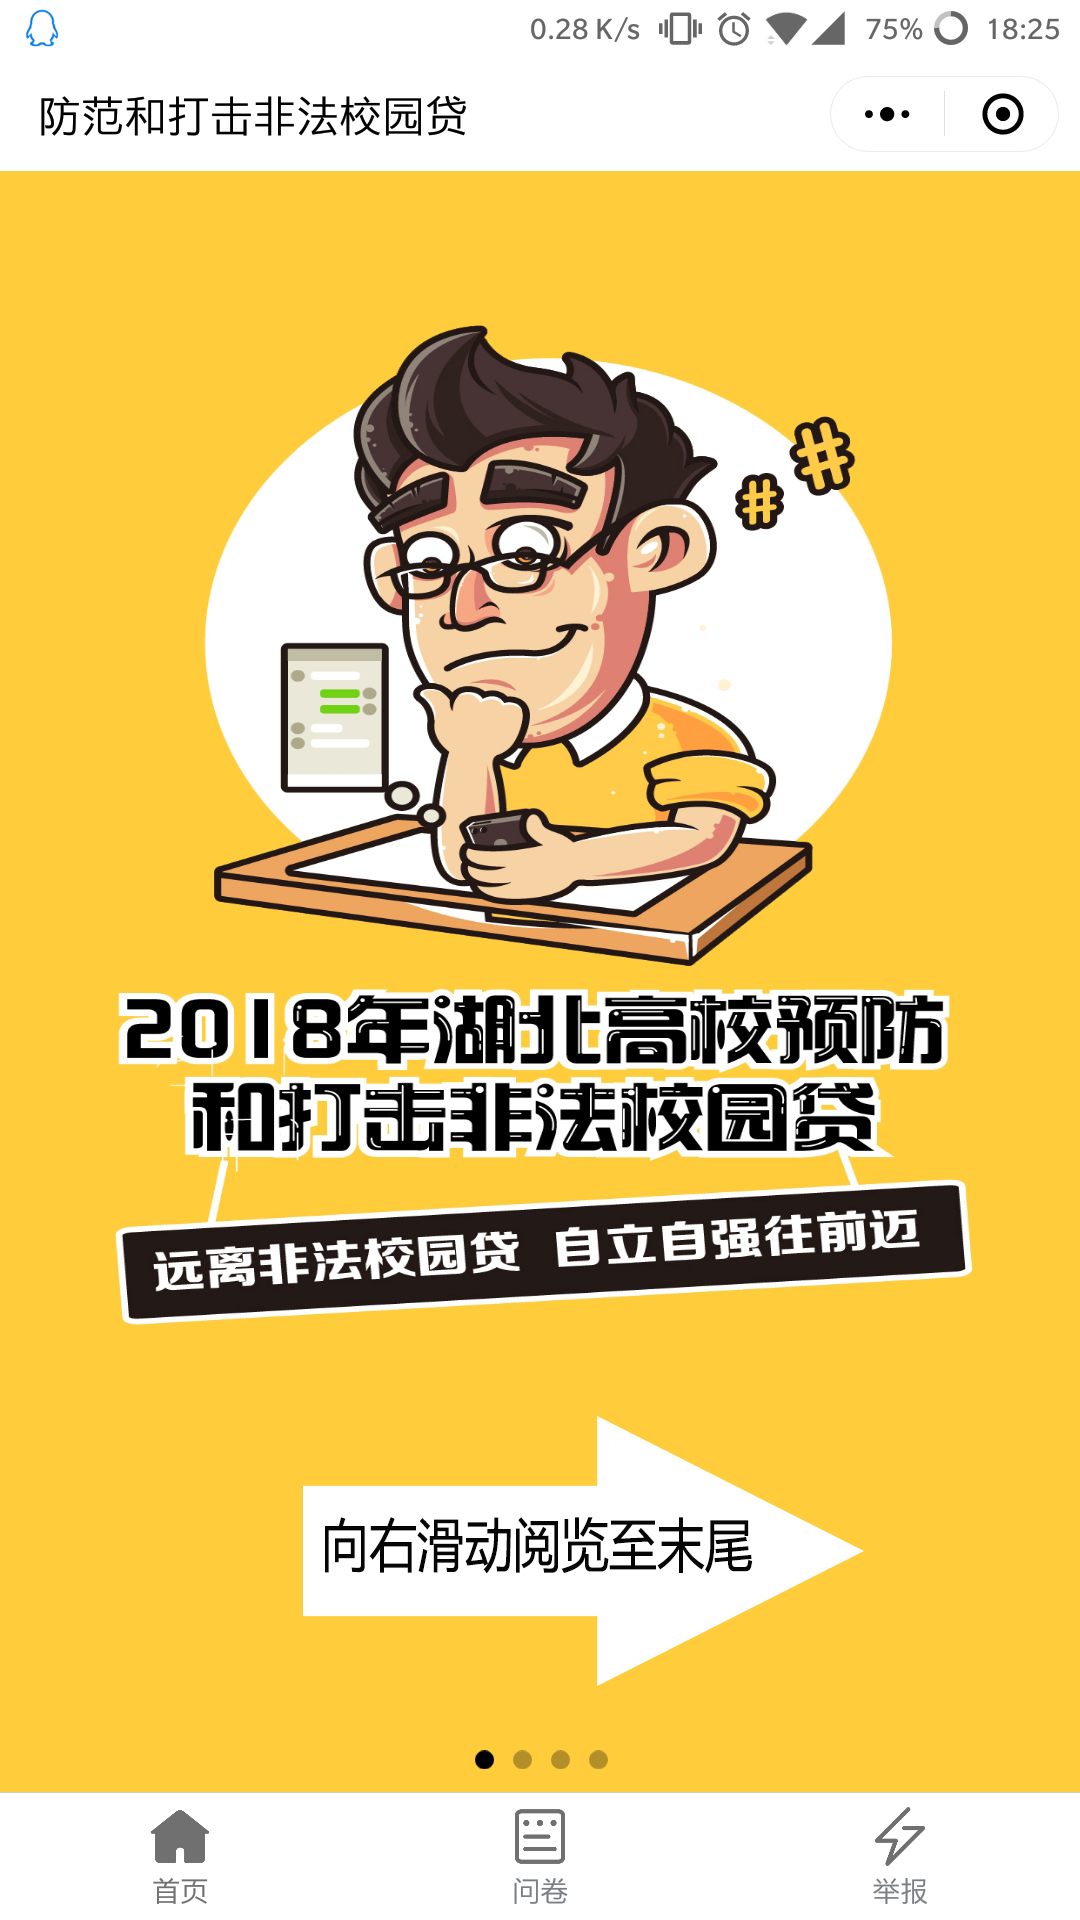 0.28 K/s 75% 18:25
防范和打击非法校园贷
2018年湖北高校预防
和打击非法校园贷
远离非法校园贷 自立自强往前迈
向右滑动阅览至末尾
首页 问卷 举报